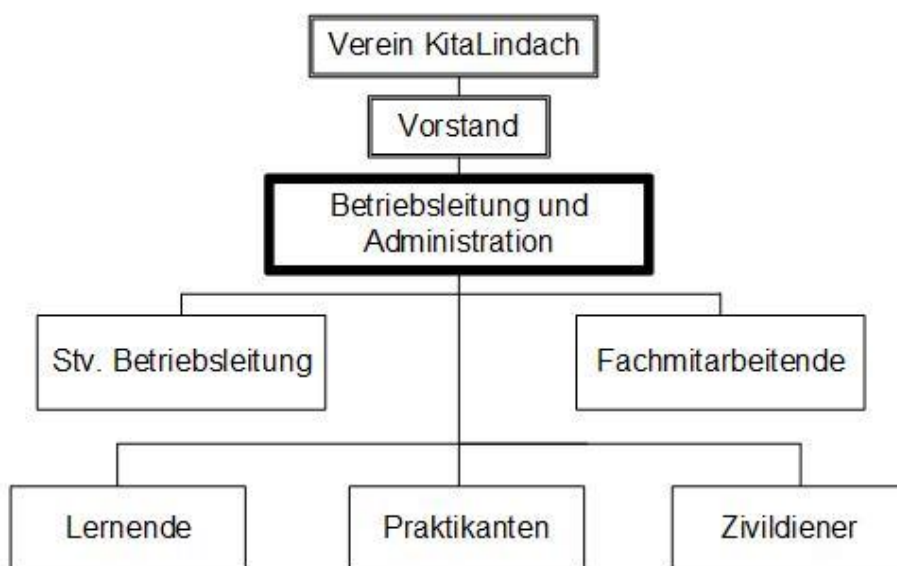 Verein KitaLindach
Vorstand
Betriebsleitung und
Administration
Stv. Betriebsleitung
Fachmitarbeitende
Lernende
Praktikanten
Zivildiener